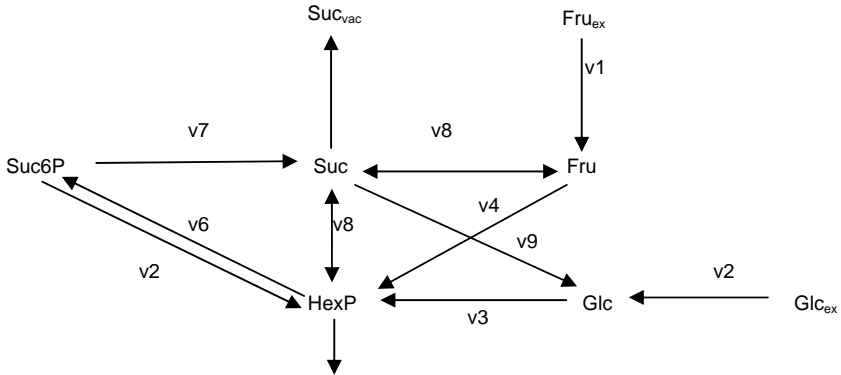 Suc_vac
Fru_ex
v1
v7
v8
Suc6P
Suc
Fru
v4
v6
v8
v9
v2
v2
HexP
Glc
Glc_ex
v3